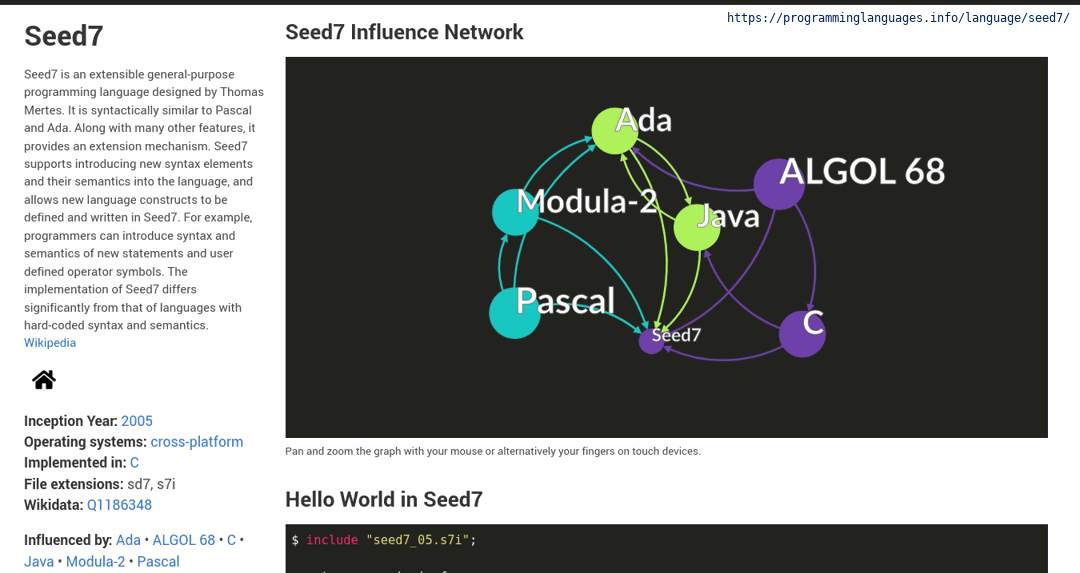 https://programminglanguages.info/language/seed7/
Seed7
Seed7 is an extensible general-purpose
programming language designed by Thomas
Mertes. It is syntactically similar to Pascal
and Ada. Along with many other features, it
provides an extension mechanism. Seed7
supports introducing new syntax elements
and their semantics into the language, and
allows new language constructs to be
defined and written in Seed7. For example,
programmers can introduce syntax and
semantics of new statements and user
defined operator symbols. The
implementation of Seed7 differs
significantly from that of languages with
hard-coded syntax and semantics.
Wikipedia
Inception Year: 2005
Operating systems: cross-platform
Implemented in: C
File extensions: sd7, s7i
Wikidata: Q1186348
Influenced by: Ada • ALGOL 68 • C •
Java • Modula-2 • Pascal
Seed7 Influence Network
Ada
ALGOL 68
Modula-2
Java
Pascal
C
Seed7
Pan and zoom the graph with your mouse or alternatively your fingers on touch devices.
Hello World in Seed7
$ include "seed7_05.s7i";